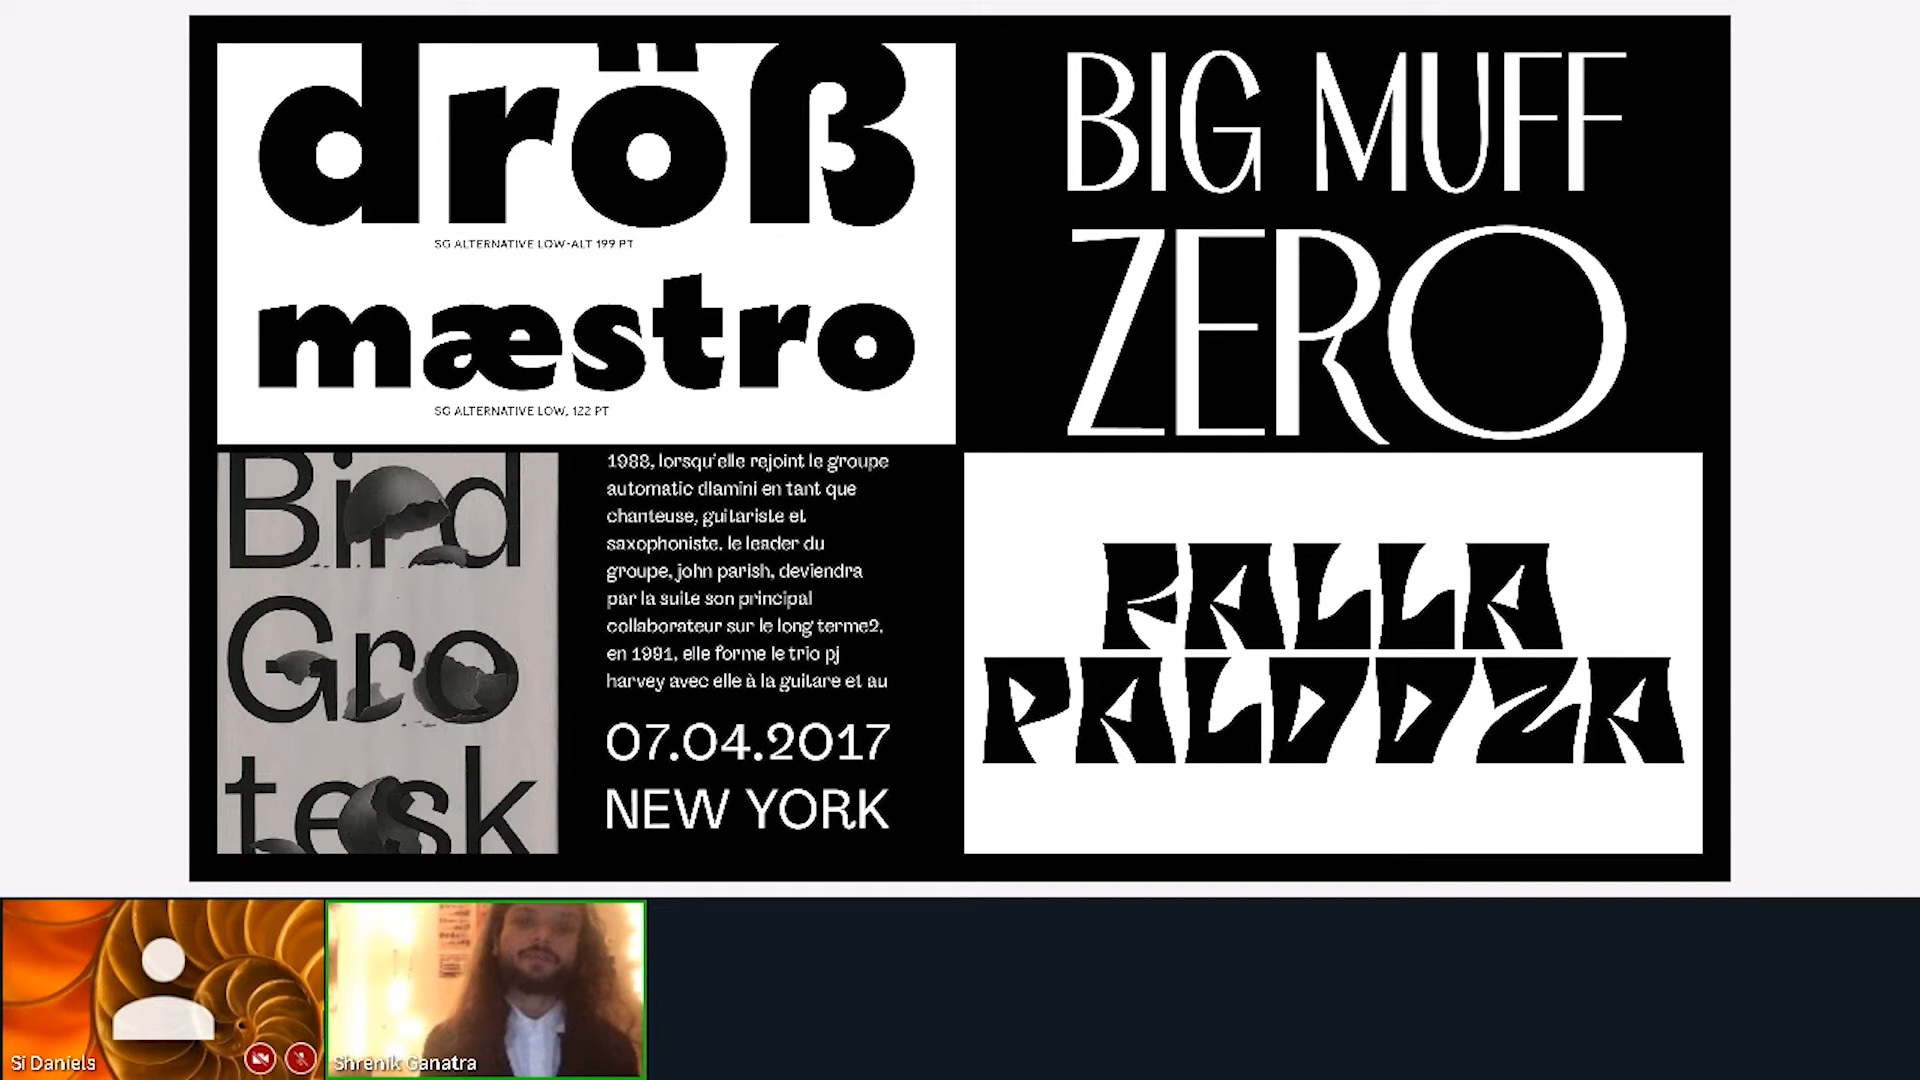 dröß
SG ALTERNATIVE LOW-ALT 199 PT
mæstro
SG ALTERNATIVE LOW, 122 PT
BIG MUFF
ZERO
Bird
Gro
tesk
1988, lorsqu'elle rejoint le groupe
automatic dlamini en tant que
chanteuse, guitariste et
saxophoniste. le leader du
groupe, john parish, deviendra
par la suite son principal
collaborateur sur le long terme2.
en 1991, elle forme le trio pj
harvey avec elle à la guitare et au
07.04.2017
NEW YORK
FALLA
PALOOZA
Si Daniels
Shrenik Ganatra